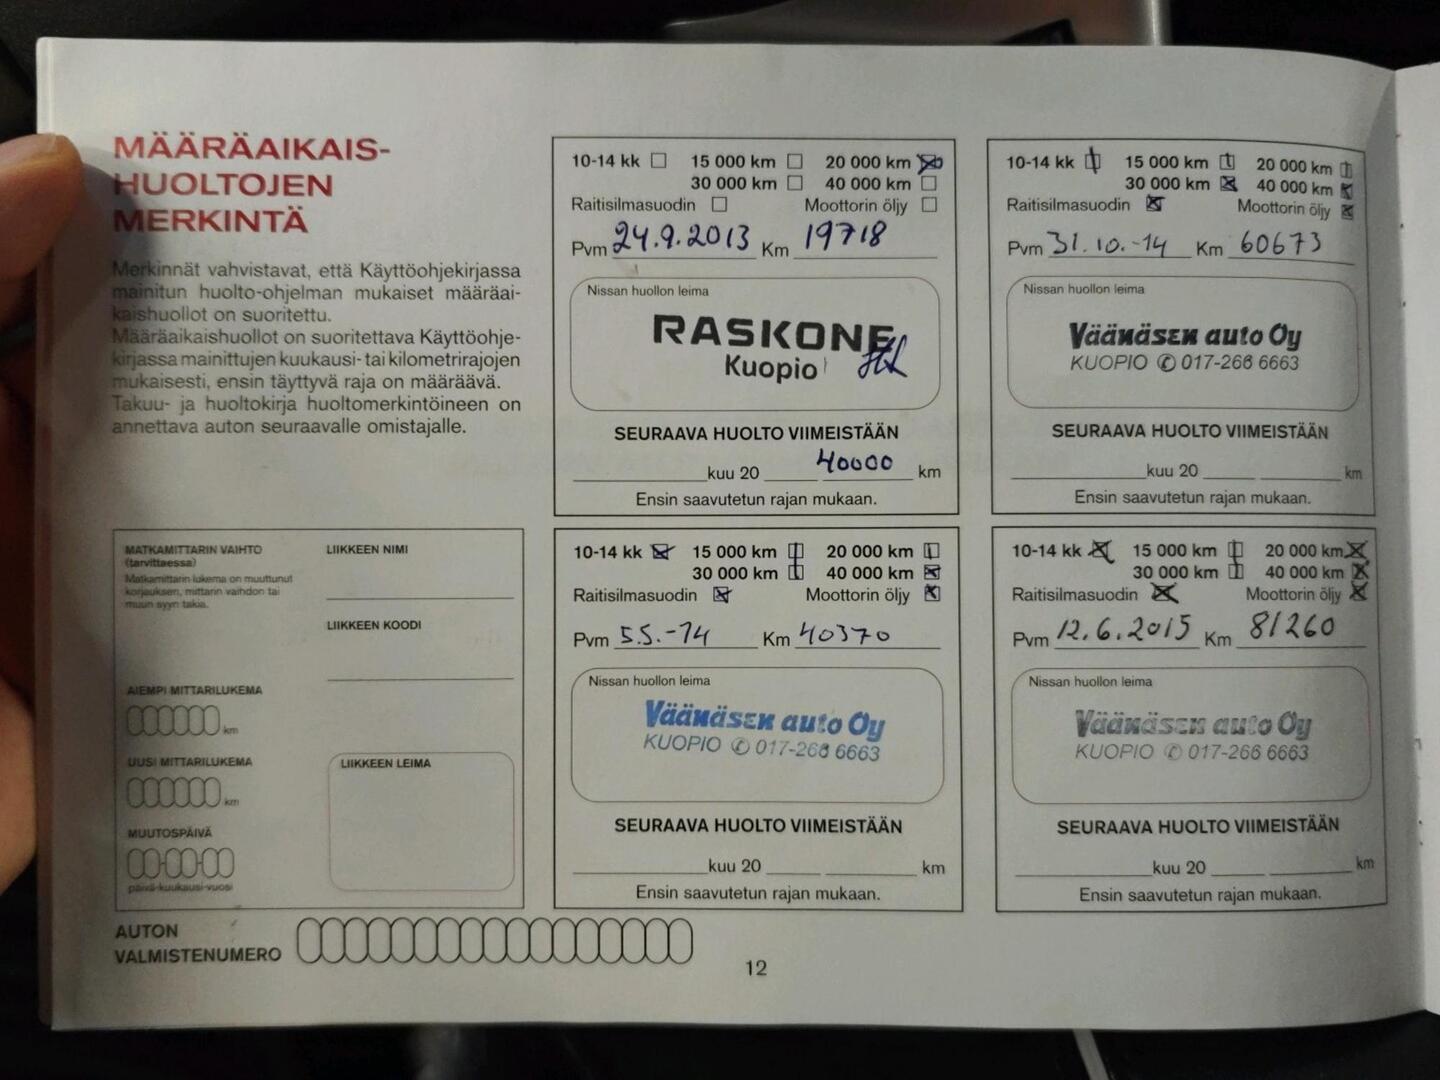 MÄÄRÄAIKAIS-
HUOLTOJEN
MERKINTÄ
Merkinnät vahvistavat, että Käyttöohjekirjassa
mainitun huolto-ohjelman mukaiset määräai-
kaishuollot on suoritettu.
Määräaikaishuollot on suoritettava Käyttöohje-
kirjassa mainittujen kuukausi- tai kilometrirajojen
mukaisesti, ensin täyttyvä raja on määräävä.
Takuu- ja huoltokirja huoltomerkintöineen on
annettava auton seuraavalle omistajalle.
10-14 kk 15 000 km 20 000 km
30 000 km 40 000 km
Raitisilmasuodin Moottorin öljy
Pvm 24.9.2013 Km 19718
Nissan huollon leima
RASKONE
Kuopio
SEURAAVA HUOLTO VIIMEISTÄÄN
kuu 20 40000 km
Ensin saavutetun rajan mukaan.
10-14 kk 15 000 km 20 000 km
30 000 km 40 000 km
Raitisilmasuodin Moottorin öljy
Pvm 31.10.-14 Km 60673
Nissan huollon leima
Väänäsen auto Oy
KUOPIO ✆ 017-266 6663
SEURAAVA HUOLTO VIIMEISTÄÄN
kuu 20 km
Ensin saavutetun rajan mukaan.
MATKAMITTARIN VAIHTO
(tarvittaessa)
Matkamittarin lukema on muuttunut
korjauksen, mittarin vaihdon tai
muun syyn takia.
LIIKKEEN NIMI
LIIKKEEN KOODI
AIEMPI MITTARILUKEMA
km
UUSI MITTARILUKEMA
km
MUUTOSPÄIVÄ
päivä-kuukausi-vuosi
LIIKKEEN LEIMA
10-14 kk 15 000 km 20 000 km
30 000 km 40 000 km
Raitisilmasuodin Moottorin öljy
Pvm 5.5.-14 Km 40370
Nissan huollon leima
Väänäsen auto Oy
KUOPIO ✆ 017-266 6663
SEURAAVA HUOLTO VIIMEISTÄÄN
kuu 20 km
Ensin saavutetun rajan mukaan.
10-14 kk 15 000 km 20 000 km
30 000 km 40 000 km
Raitisilmasuodin Moottorin öljy
Pvm 12.6.2015 Km 81260
Nissan huollon leima
Väänäsen auto Oy
KUOPIO ✆ 017-266 6663
SEURAAVA HUOLTO VIIMEISTÄÄN
kuu 20 km
Ensin saavutetun rajan mukaan.
AUTON
VALMISTENUMERO
12